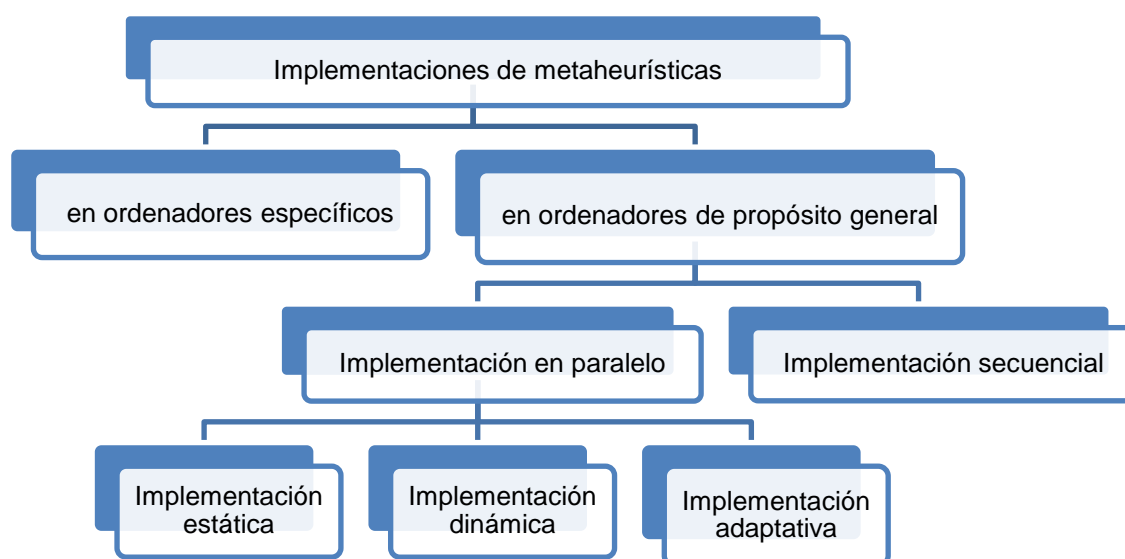 Implementaciones de metaheurísticas
en ordenadores específicos
en ordenadores de propósito general
Implementación en paralelo
Implementación secuencial
Implementación
estática
Implementación
dinámica
Implementación
adaptativa